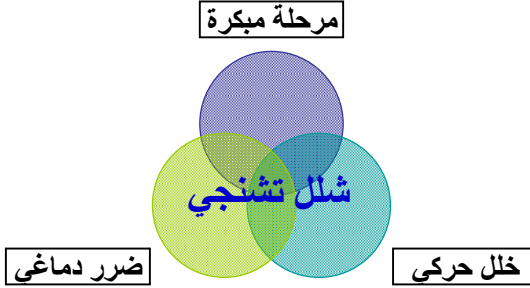 مرحلة مبكرة
شلل تشنجي
خلل حركي
ضرر دماغي